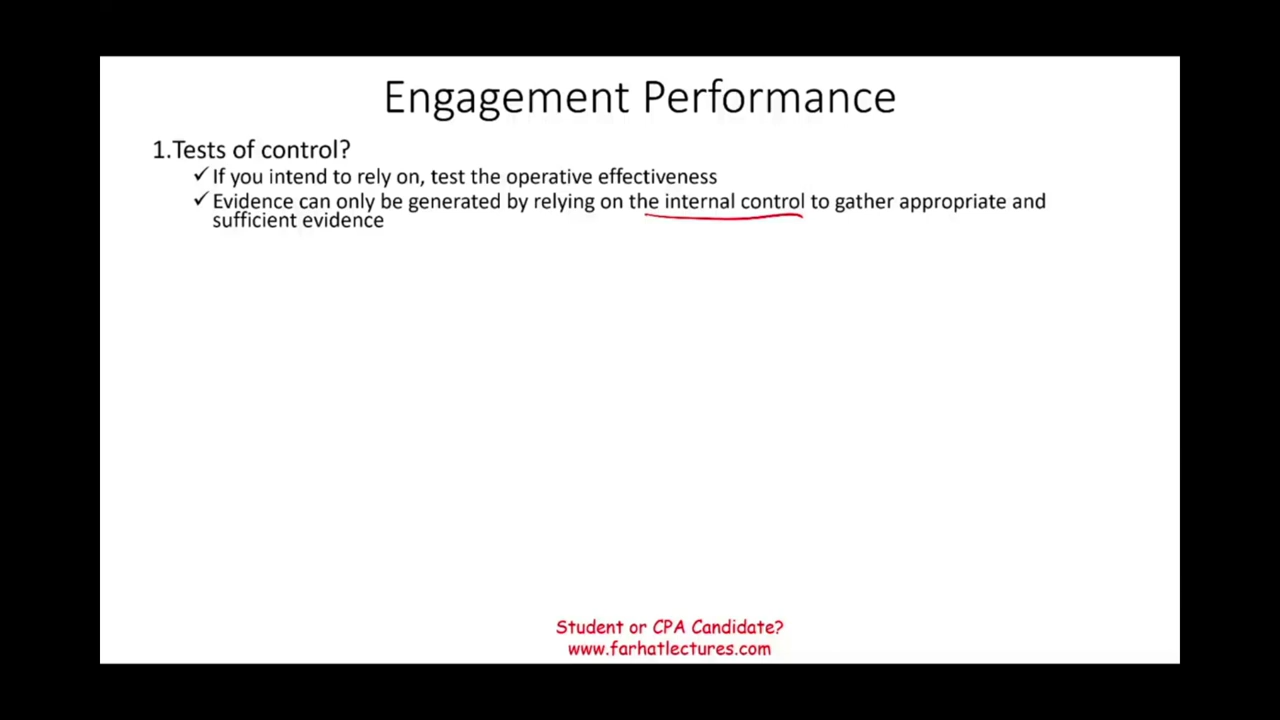 Engagement Performance
1.Tests of control?
✓If you intend to rely on, test the operative effectiveness
✓Evidence can only be generated by relying on the internal control to gather appropriate and
sufficient evidence
Student or CPA Candidate?
www.farhatlectures.com